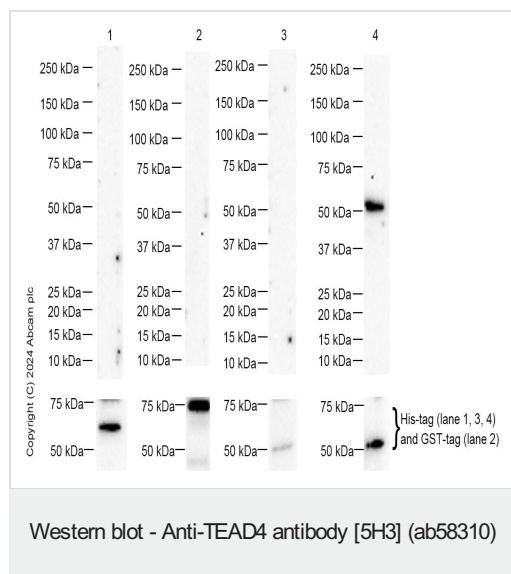 1 2 3 4
250 kDa 250 kDa 250 kDa 250 kDa
150 kDa 150 kDa 150 kDa 150 kDa
100 kDa 100 kDa 100 kDa 100 kDa
75 kDa 75 kDa 75 kDa 75 kDa
50 kDa 50 kDa 50 kDa 50 kDa
37 kDa 37 kDa 37 kDa 37 kDa
25 kDa 25 kDa 25 kDa 25 kDa
20 kDa 20 kDa 20 kDa 20 kDa
15 kDa 15 kDa 15 kDa 15 kDa
10 kDa 10 kDa 10 kDa 10 kDa
75 kDa 75 kDa 75 kDa 75 kDa
His-tag (lane 1, 3, 4)
and GST-tag (lane 2)
50 kDa 50 kDa 50 kDa 50 kDa
Copyright (C) 2024 Abcam plc
Western blot - Anti-TEAD4 antibody [5H3] (ab58310)